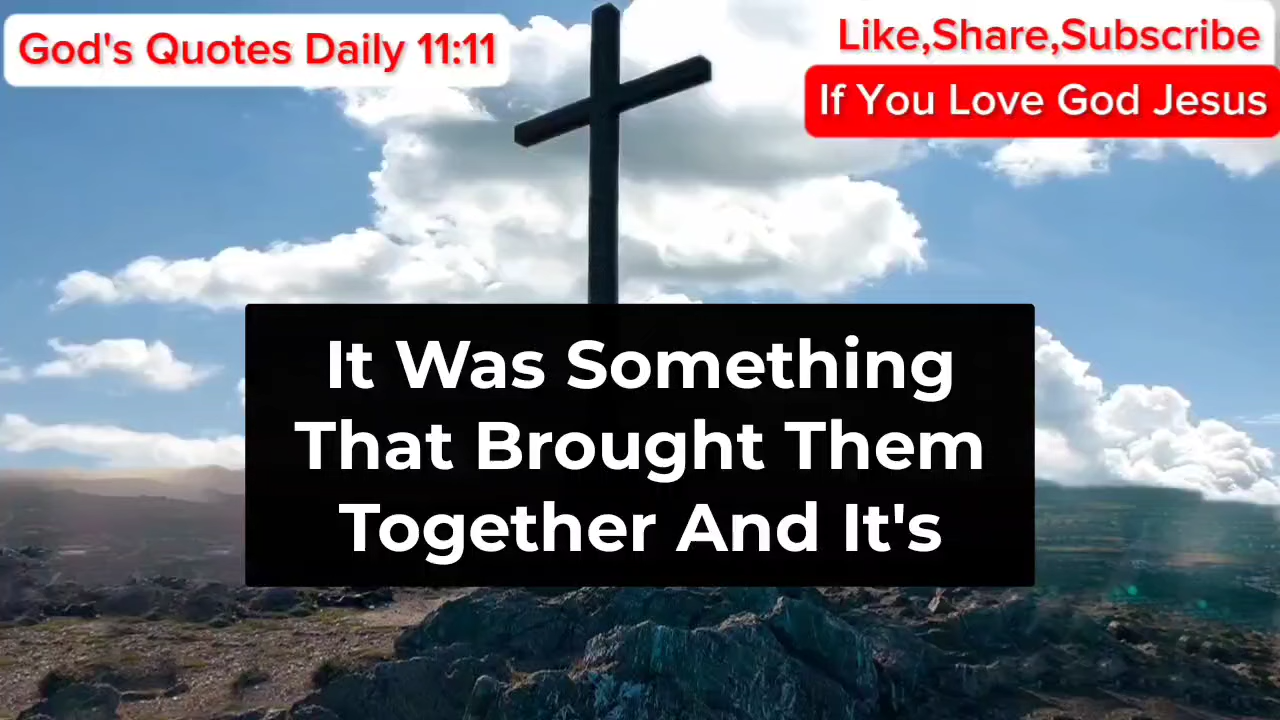 God's Quotes Daily 11:11
Like,Share,Subscribe
If You Love God Jesus
It Was Something
That Brought Them
Together And It's